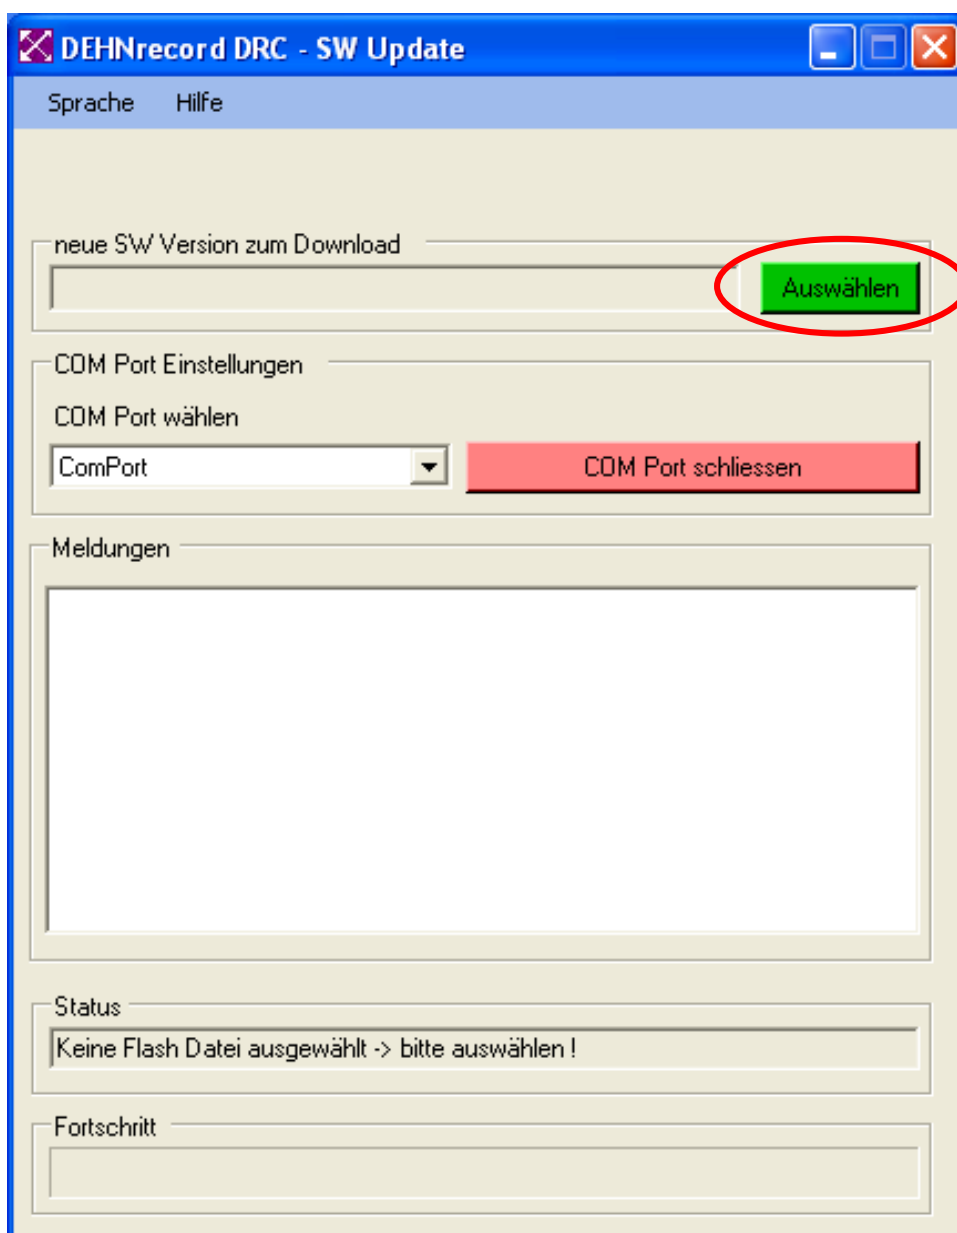 DEHNrecord DRC - SW Update
Sprache Hilfe
neue SW Version zum Download
Auswählen
COM Port Einstellungen
COM Port wählen
ComPort
COM Port schliessen
Meldungen
Status
Keine Flash Datei ausgewählt -> bitte auswählen !
Fortschritt